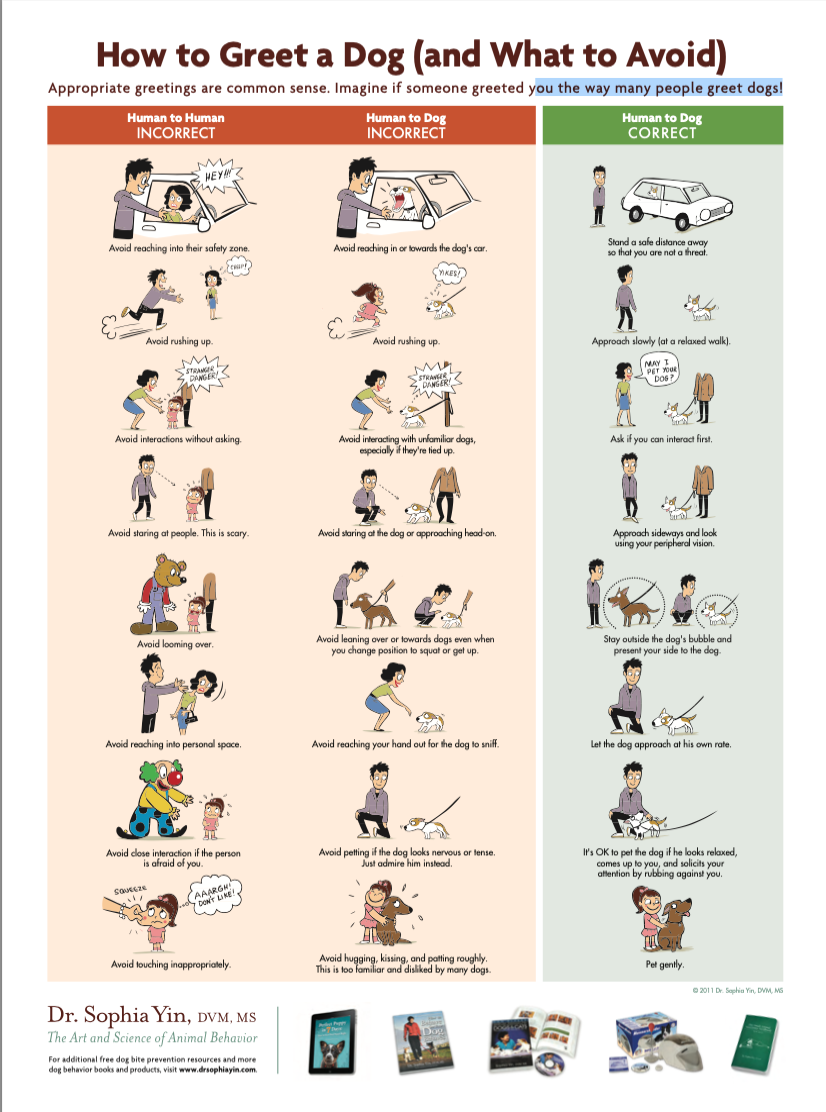 How to Greet a Dog (and What to Avoid)
Appropriate greetings are common sense. Imagine if someone greeted you the way many people greet dogs!
Human to Human
INCORRECT
Human to Dog
INCORRECT
Human to Dog
CORRECT
HEY!!!
Avoid reaching into their safety zone.
Avoid reaching in or towards the dog's car.
Stand a safe distance away
so that you are not a threat.
YIKES!
Avoid rushing up.
Avoid rushing up.
Approach slowly (at a relaxed walk).
STRANGER
DANGER!
STRANGER
DANGER!
MAY I
PET YOUR
DOG?
Avoid interactions without asking.
Avoid interacting with unfamiliar dogs,
especially if they're tied up.
Ask if you can interact first.
Avoid staring at people. This is scary.
Avoid staring at the dog or approaching head-on.
Approach sideways and look
using your peripheral vision.
Avoid looming over.
Avoid leaning over or towards dogs even when
you change position to squat or get up.
Stay outside the dog's bubble and
present your side to the dog.
Avoid reaching into personal space.
Avoid reaching your hand out for the dog to sniff.
Let the dog approach at his own rate.
Avoid close interaction if the person
is afraid of you.
Avoid petting if the dog looks nervous or tense.
Just admire him instead.
It's OK to pet the dog if he looks relaxed,
comes up to you, and solicits your
attention by rubbing against you.
SQUEEZE
AAARGH!
DON'T LIKE!
Avoid touching inappropriately.
Avoid hugging, kissing, and patting roughly.
This is too familiar and disliked by many dogs.
Pet gently.
© 2011 Dr. Sophia Yin, DVM, MS
Dr. Sophia Yin, DVM, MS
The Art and Science of Animal Behavior
For additional free dog bite prevention resources and more
dog behavior books and products, visit www.drsophiayin.com.
Perfect Puppy
Dog